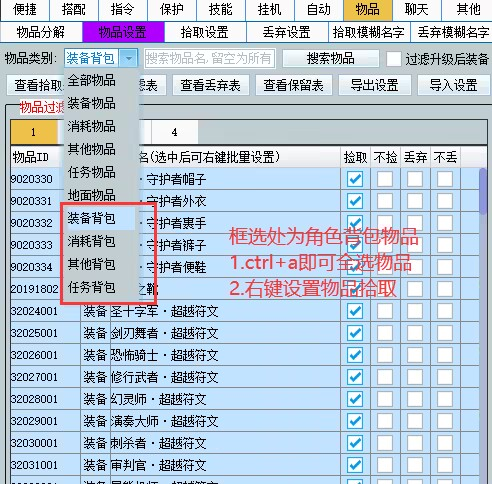 便捷 搭配 指令 保护 技能 挂机 自动 物品 聊天 其他
物品分解 物品设置 拾取设置 丢弃设置 拾取模糊名字 丢弃模糊名字
物品类别: 装备背包 搜索物品名, 留空为所有 搜索物品 过滤升级后装备
查看拾取 滤表 查看丢弃表 查看保留表 导出设置 导入设置
物品过滤
全部物品
装备物品
消耗物品
其他物品
任务物品
地面物品
装备背包
消耗背包
其他背包
任务背包
1 4
物品ID 名(选中后可右键批量设置) 拾取 不捡 丢弃 不丢
9020330 · 守护者帽子
9020331 · 守护者外衣
9020332 · 守护者裹手
9020333 · 守护者裤子
9020334 · 守护者便鞋
20191802 之靴
框选处为角色背包物品
1.ctrl+a即可全选物品
2.右键设置物品拾取
32024001 装备 圣十字军 · 超越符文
32025001 装备 剑刃舞者 · 超越符文
32026001 装备 恐怖骑士 · 超越符文
32027001 装备 修行武者 · 超越符文
32028001 装备 幻灵师 · 超越符文
32029001 装备 演奏大师 · 超越符文
32030001 装备 刺杀者 · 超越符文
32031001 装备 审判官 · 超越符文